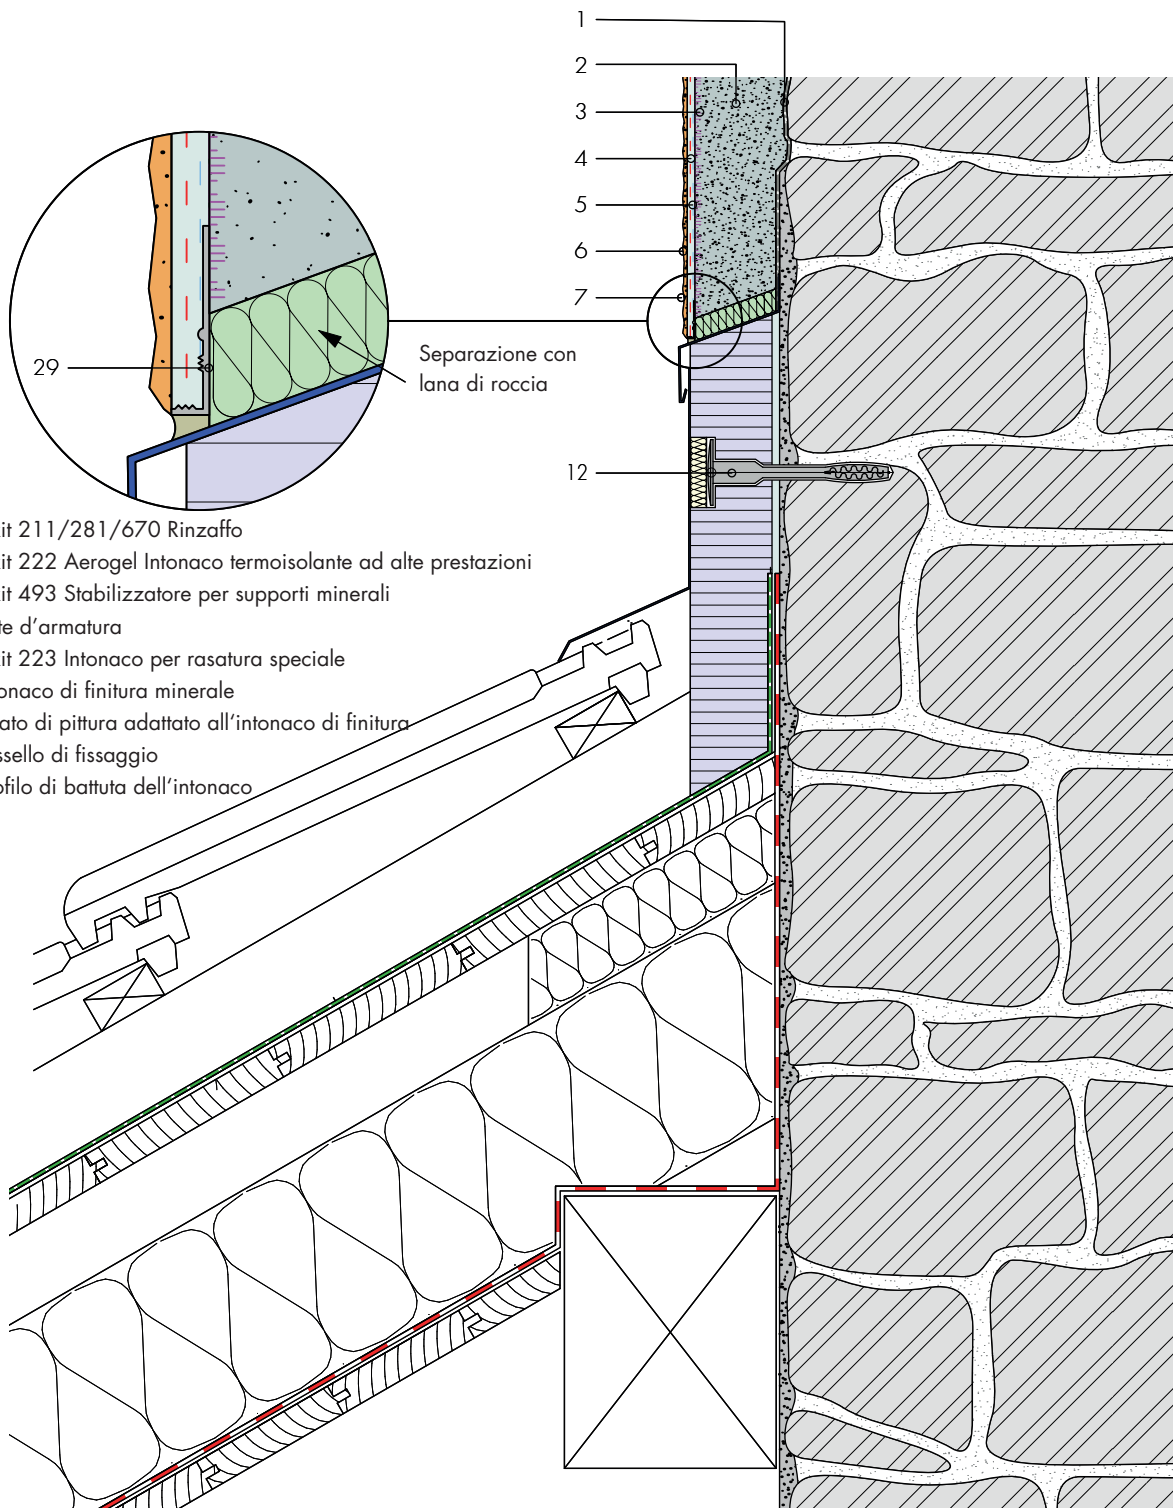 1
2
3
4
5
6
7
29
Separazione con
lana di roccia
12
it 211/281/670 Rinzaffo
it 222 Aerogel Intonaco termoisolante ad alte prestazioni
it 493 Stabilizzatore per supporti minerali
te d’armatura
it 223 Intonaco per rasatura speciale
onaco di finitura minerale
ato di pittura adattato all‘intonaco di finitura
ssello di fissaggio
ofilo di battuta dell‘intonaco